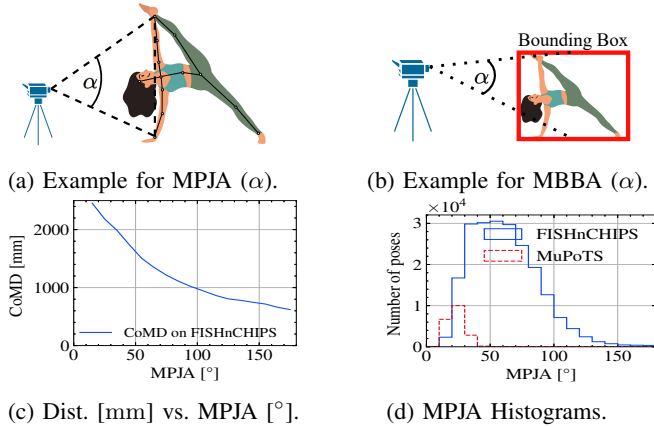 α
(a) Example for MPJA (α).
Bounding Box
α
(b) Example for MBBA (α).
CoMD [mm]
2000
1000
0
CoMD on FISHnCHIPS
0
50
100
150
MPJA [°]
(c) Dist. [mm] vs. MPJA [°].
×10⁴
Number of poses
3
2
1
0
FISHnCHIPS
MuPoTS
0
50
100
150
MPJA [°]
(d) MPJA Histograms.